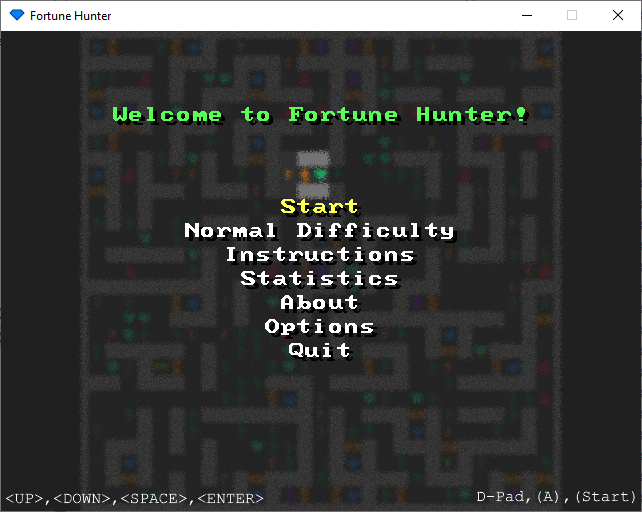 Fortune Hunter
Welcome to Fortune Hunter!
Start
Normal Difficulty
Instructions
Statistics
About
Options
Quit
<UP>,<DOWN>,<SPACE>,<ENTER>
D-Pad,(A),(Start)